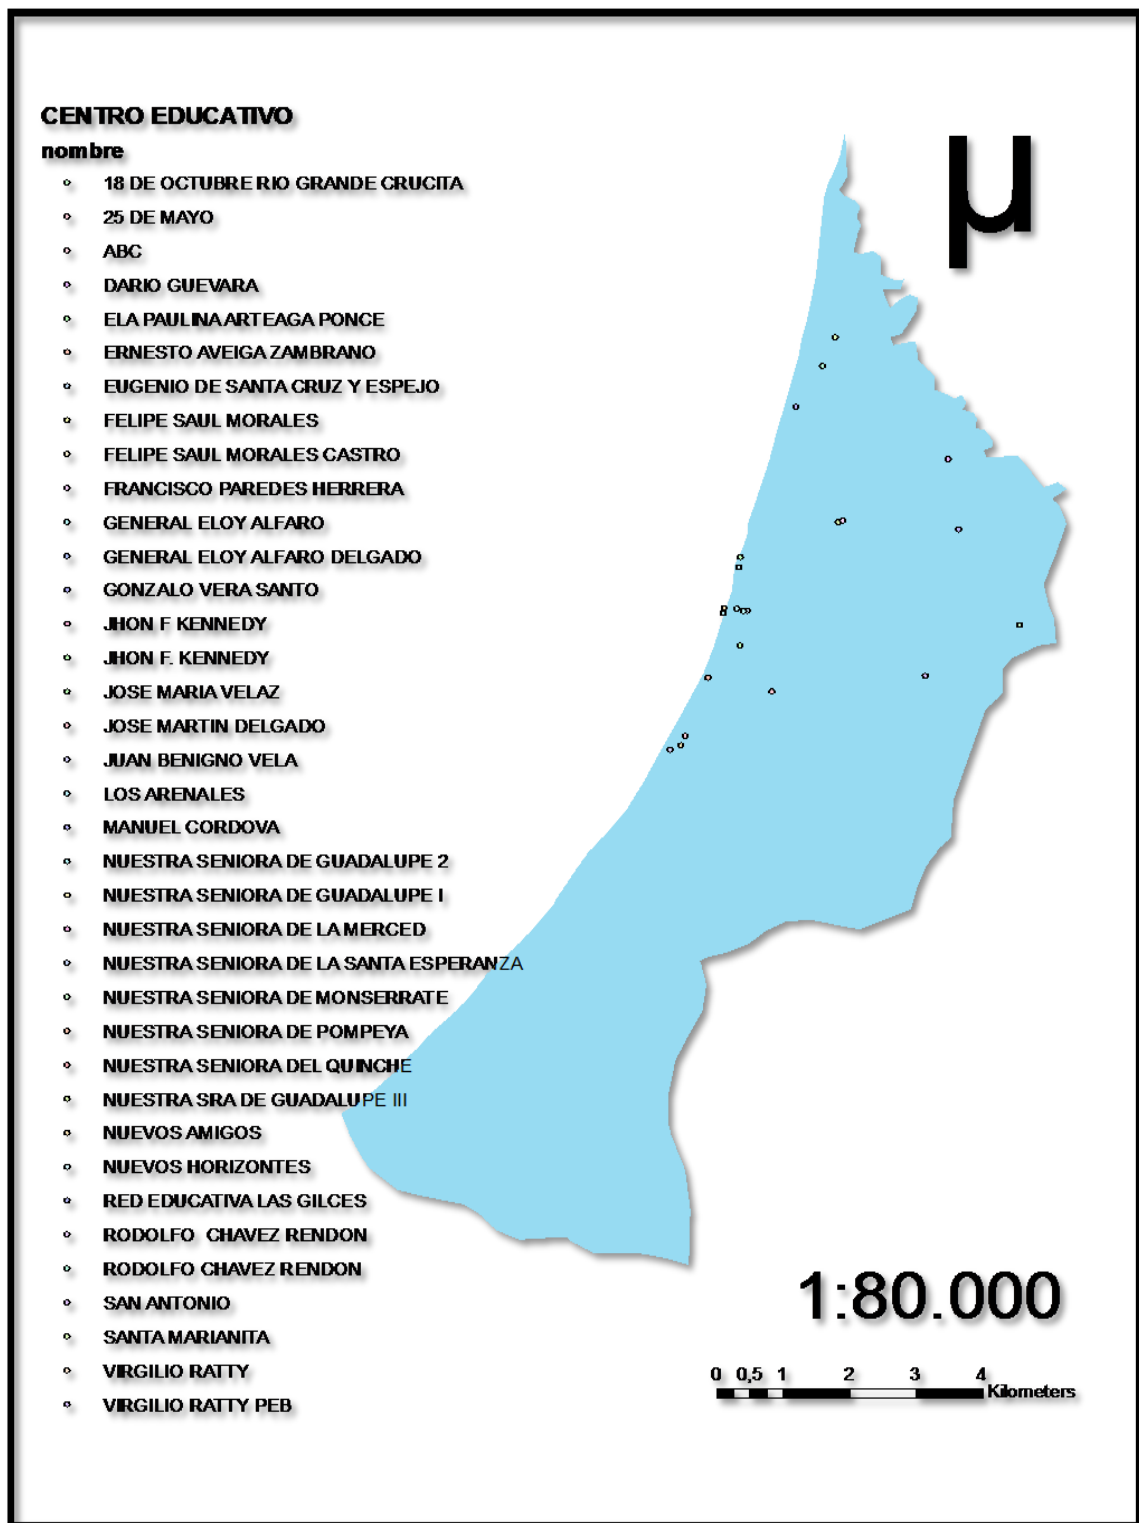 CENTRO EDUCATIVO
nombre
18 DE OCTUBRE RIO GRANDE CRUCITA
25 DE MAYO
ABC
DARIO GUEVARA
ELA PAULINA ARTEAGA PONCE
ERNESTO AVEIGA ZAMBRANO
EUGENIO DE SANTA CRUZ Y ESPEJO
FELIPE SAUL MORALES
FELIPE SAUL MORALES CASTRO
FRANCISCO PAREDES HERRERA
GENERAL ELOY ALFARO
GENERAL ELOY ALFARO DELGADO
GONZALO VERA SANTO
JHON F KENNEDY
JHON F. KENNEDY
JOSE MARIA VELAZ
JOSE MARTIN DELGADO
JUAN BENIGNO VELA
LOS ARENALES
MANUEL CORDOVA
NUESTRA SENIORA DE GUADALUPE 2
NUESTRA SENIORA DE GUADALUPE I
NUESTRA SENIORA DE LA MERCED
NUESTRA SENIORA DE LA SANTA ESPERANZA
NUESTRA SENIORA DE MONSERRATE
NUESTRA SENIORA DE POMPEYA
NUESTRA SENIORA DEL QUINCHE
NUESTRA SRA DE GUADALUPE III
NUEVOS AMIGOS
NUEVOS HORIZONTES
RED EDUCATIVA LAS GILCES
RODOLFO  CHAVEZ RENDON
RODOLFO CHAVEZ RENDON
SAN ANTONIO
SANTA MARIANITA
VIRGILIO RATTY
VIRGILIO RATTY PEB
µ
1:80.000
0 0,5 1 2 3 4
Kilometers